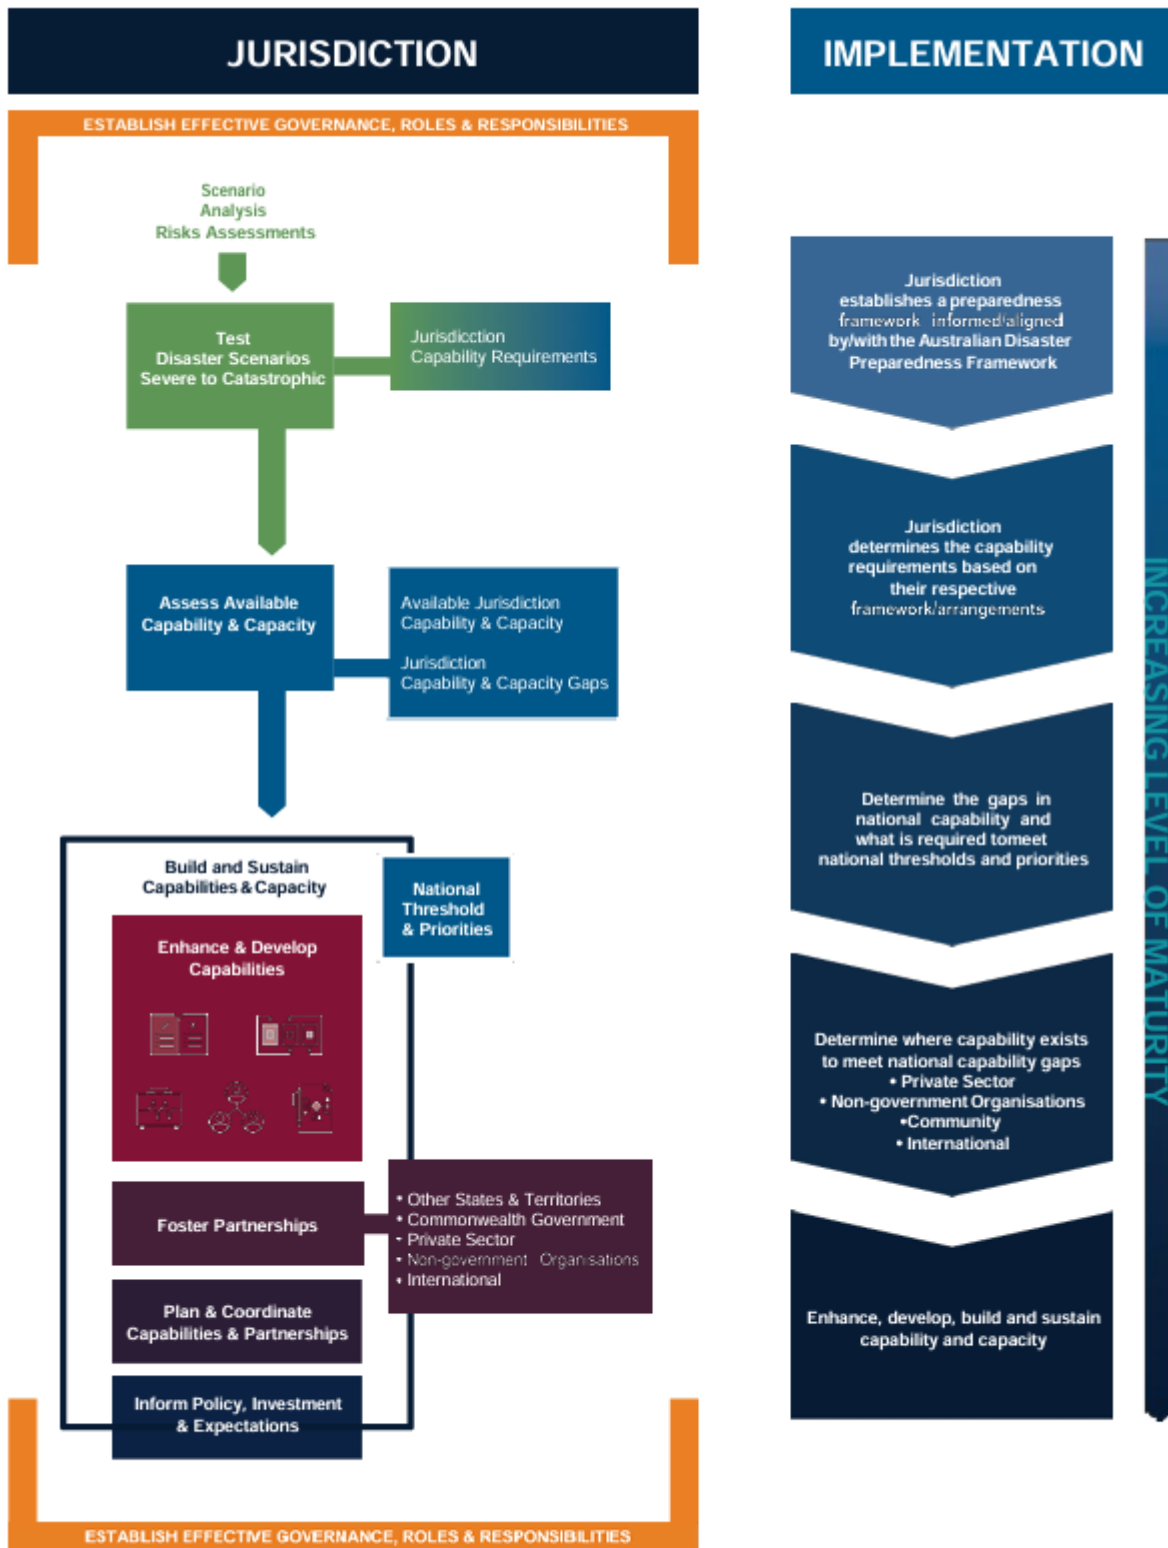 JURISDICTION
ESTABLISH EFFECTIVE GOVERNANCE, ROLES & RESPONSIBILITIES
Scenario
Analysis
Risks Assessments
Test
Disaster Scenarios
Severe to Catastrophic
Jurisdicction
Capability Requirements
Assess Available
Capability & Capacity
Available Jurisdiction
Capability & Capacity
Jurisdiction
Capability & Capacity Gaps
Build and Sustain
Capabilities & Capacity
National
Threshold
& Priorities
Enhance & Develop
Capabilities
Foster Partnerships
• Other States & Territories
• Commonwealth Government
- Private Sector
• Non-government Organisations
• International
Plan & Coordinate
Capabilities & Partnerships
Inform Policy, Investment
& Expectations
ESTABLISH EFFECTIVE GOVERNANCE, ROLES & RESPONSIBILITIES
IMPLEMENTATION
Jurisdiction
establishes a preparedness
framework informed/aligned
by/with the Australian Disaster
Preparedness Framework
Jurisdiction
determines the capability
requirements based on
their respective
framework/arrangements
Determine the gaps in
national capability and
what is required tomeet
national thresholds and priorities
Determine where capability exists
to meet national capability gaps
• Private Sector
• Non-government Organisations
•Community
• International
Enhance, develop, build and sustain
capability and capacity
INCREASING LEVEL OF MATURITY